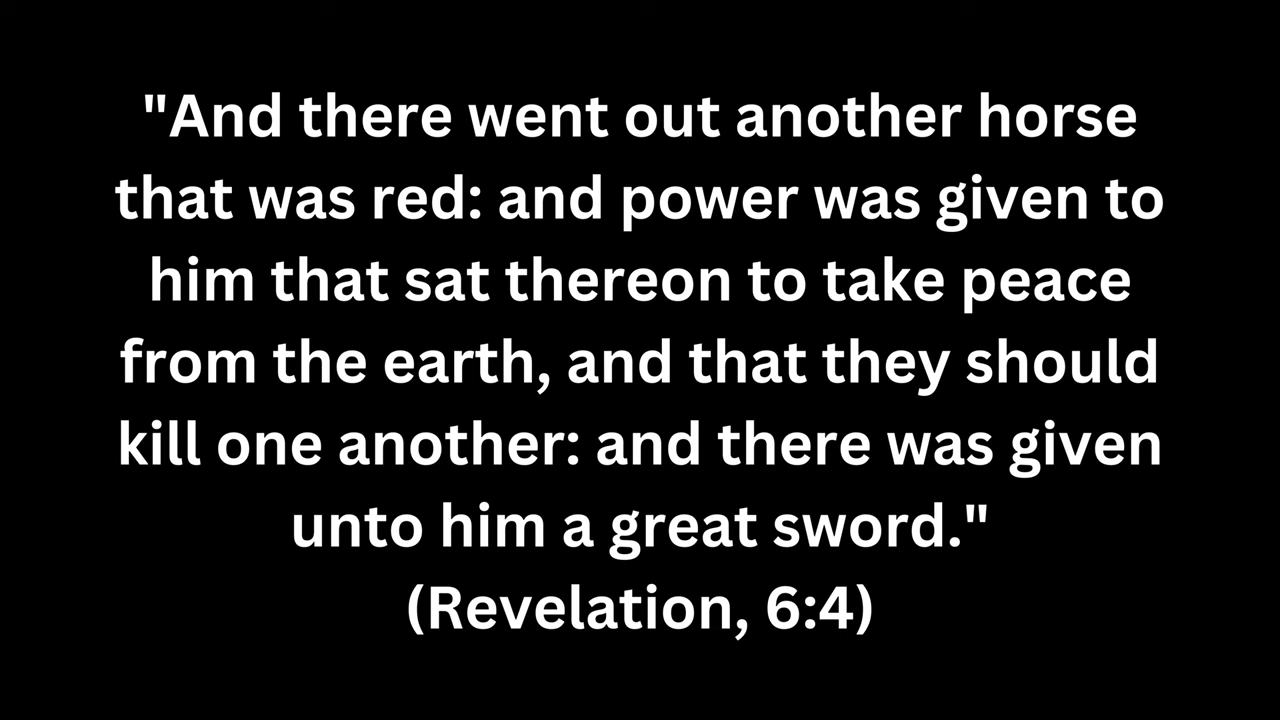 "And there went out another horse
that was red: and power was given to
him that sat thereon to take peace
from the earth, and that they should
kill one another: and there was given
unto him a great sword."
(Revelation, 6:4)